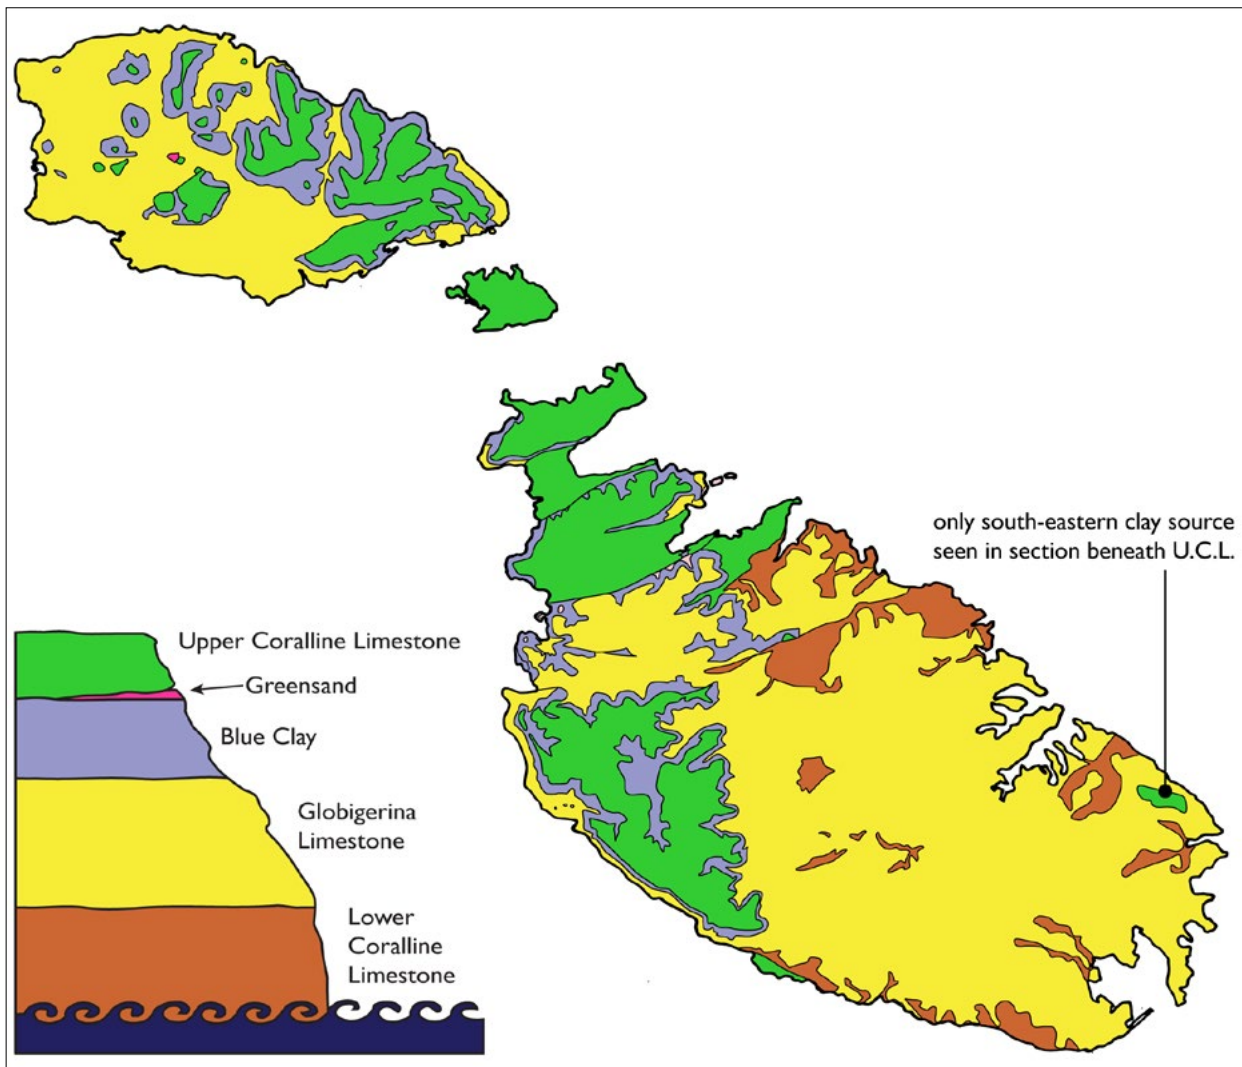 only south-eastern clay source
seen in section beneath U.C.L.
Upper Coralline Limestone
Greensand
Blue Clay
Globigerina
Limestone
Lower
Coralline
Limestone